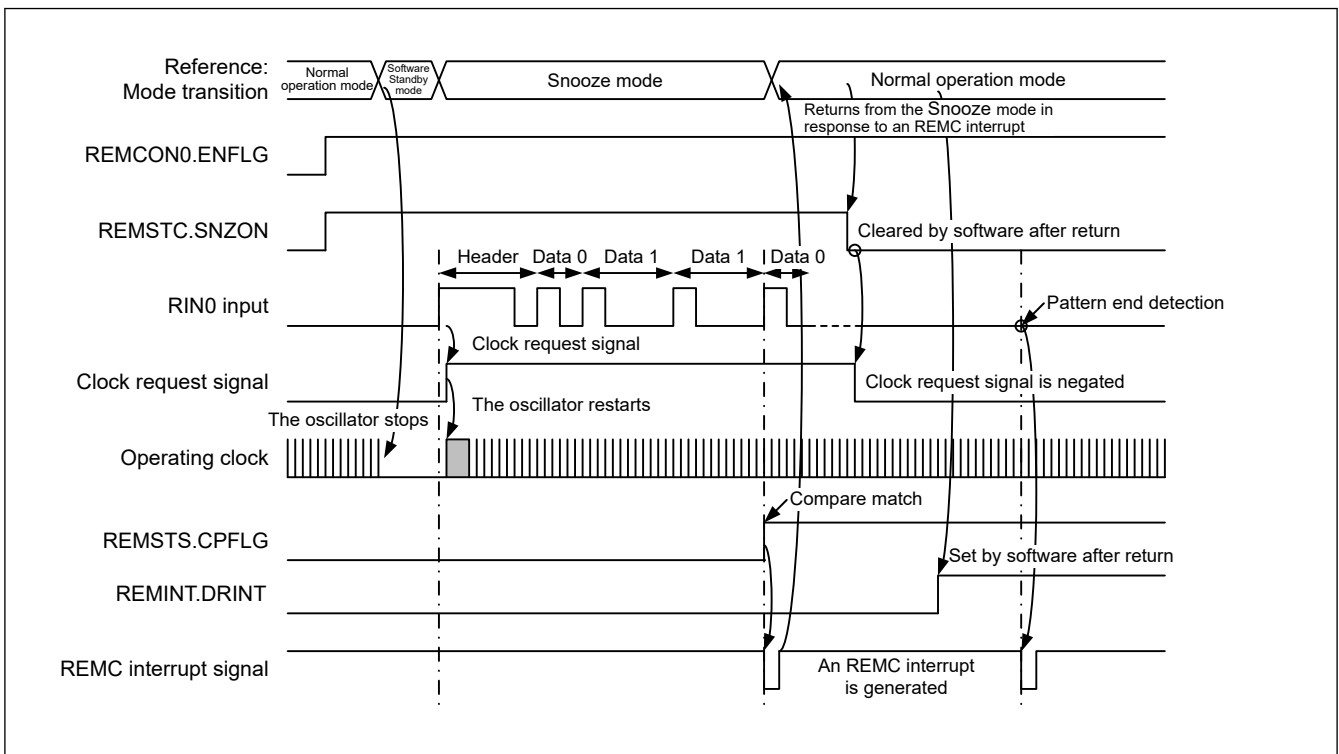 Reference:
Mode transition
Normal
operation mode
Software
Standby
mode
Snooze mode
Normal operation mode
Returns from the Snooze mode in
response to an REMC interrupt
REMCON0.ENFLG
REMSTC.SNZON
Cleared by software after return
Header Data 0 Data 1 Data 1 Data 0
RIN0 input
Pattern end detection
Clock request signal
Clock request signal
Clock request signal is negated
The oscillator restarts
The oscillator stops
Operating clock
Compare match
REMSTS.CPFLG
Set by software after return
REMINT.DRINT
REMC interrupt signal
An REMC interrupt
is generated